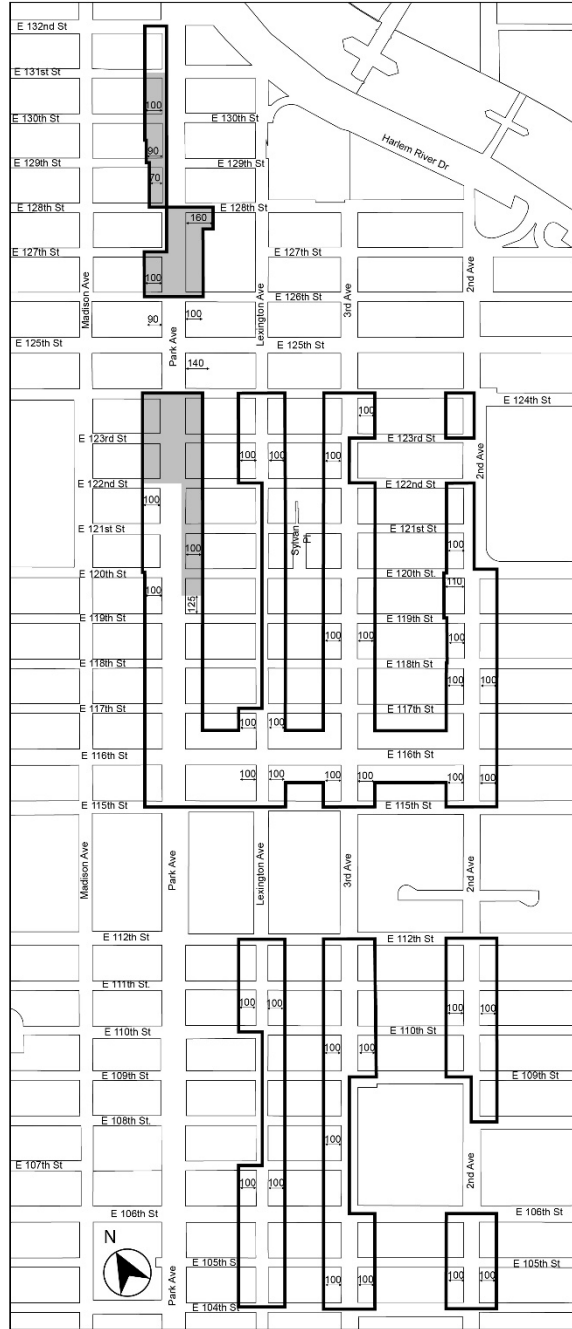 E 132nd St
E 131st St
100
E 130th St
E 130th St
Harlem River Dr
90
E 129th St
E 129th St
70
E 128th St
E 128th St
160
E 127th St
E 127th St
100
Madison Ave
Park Ave
Lexington Ave
3rd Ave
2nd Ave
E 126th St
90
100
E 125th St
E 125th St
140
E 124th St
100
E 123rd St
E 123rd St
2nd Ave
100
100
100
E 122nd St
E 122nd St
100
Sylvan Pl
E 121st St
E 121st St
100
100
E 120th St
E 120th St.
100
125
110
E 119th St
E 119th St
100
100
100
E 118th St
E 118th St
100
100
E 117th St
E 117th St
100
100
E 116th St
E 116th St
100
100
100
100
100
100
E 115th St
E 115th St
Madison Ave
Park Ave
Lexington Ave
3rd Ave
2nd Ave
E 112th St
E 112th St
E 111th St.
100
100
100
100
E 110th St
E 110th St
100
100
E 109th St
E 109th St
E 108th St.
100
E 107th St
2nd Ave
100
100
E 106th St
E 106th St
N
E 105th St
E 105th St
100
100
100
100
Park Ave
E 104th St